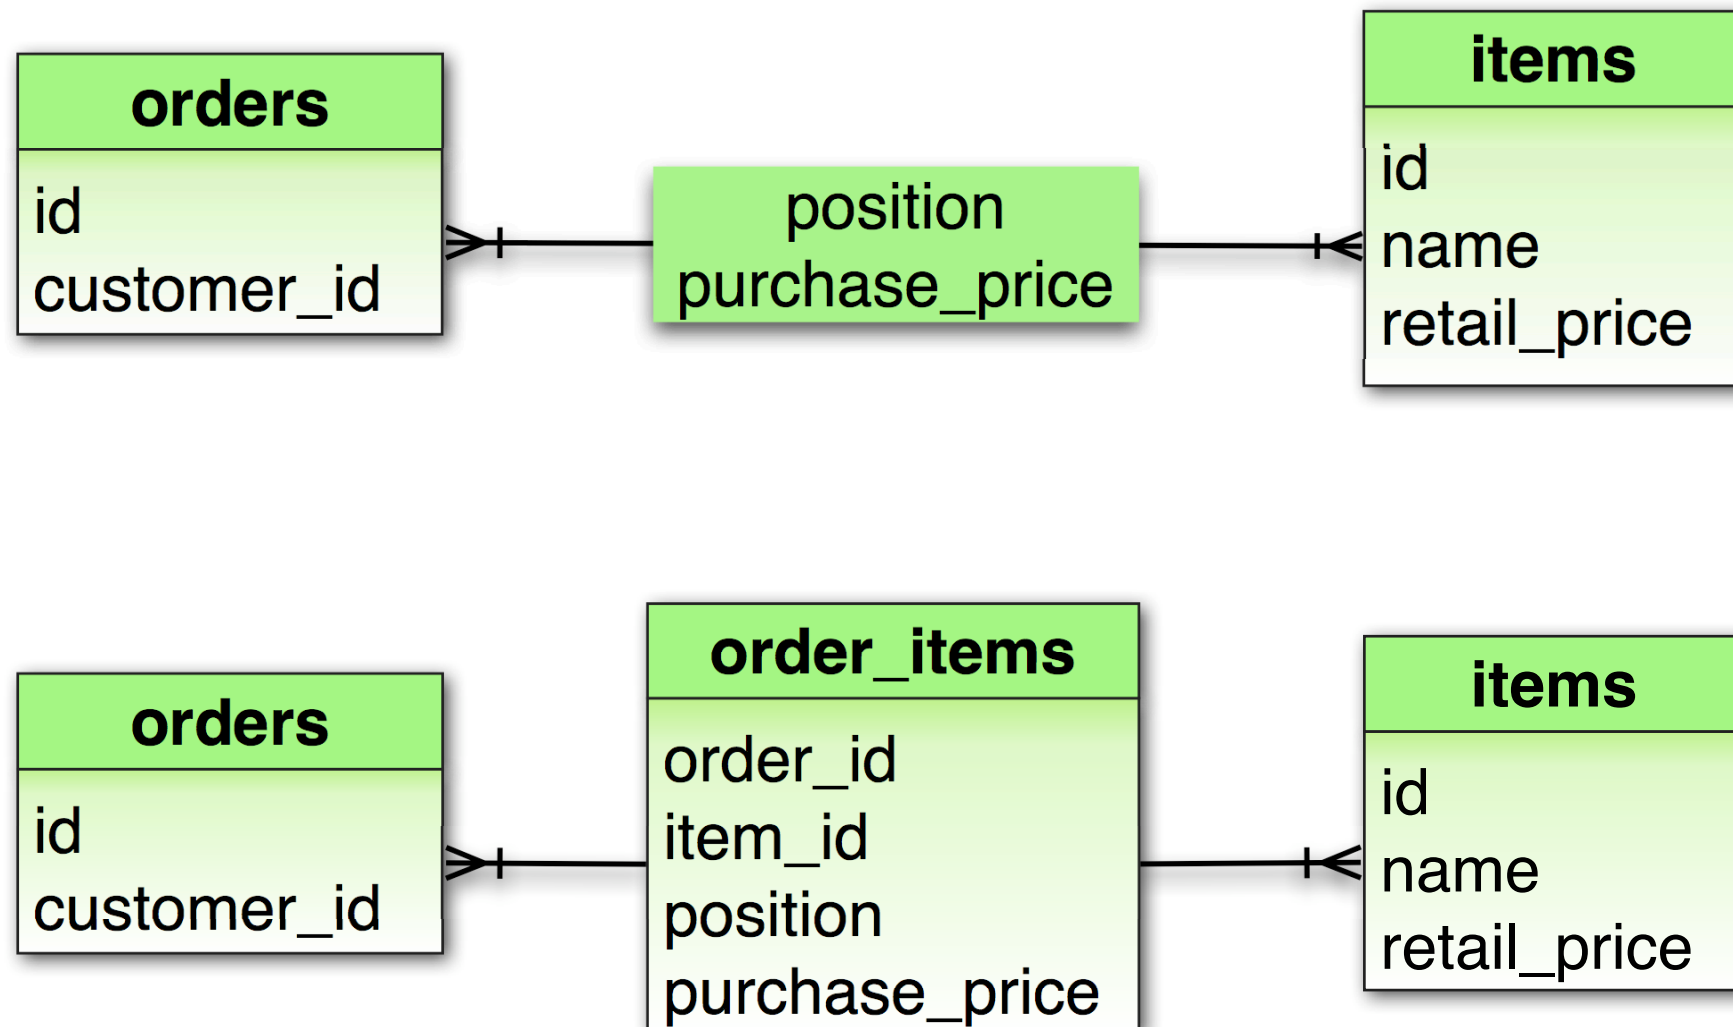 orders
id
customer_id
position
purchase_price
items
id
name
retail_price
orders
id
customer_id
order_items
order_id
item_id
position
purchase_price
items
id
name
retail_price